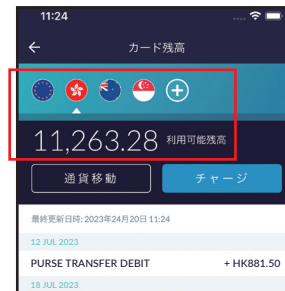 11:24
カード残高
11,263.28 利用可能残高
通貨移動 チャージ
最終更新日時: 2023年24月20日 11:24
12 JUL 2023
PURSE TRANSFER DEBIT + HK881.50
18 JUL 2023